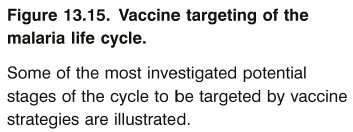 Figure 13.15. Vaccine targeting of the
malaria life cycle.
Some of the most investigated potential
stages of the cycle to be targeted by vaccine
strategies are illustrated.